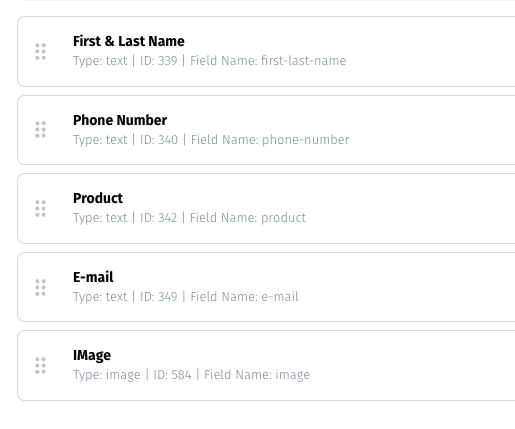 First & Last Name
Type: text | ID: 339 | Field Name: first-last-name
Phone Number
Type: text | ID: 340 | Field Name: phone-number
Product
Type: text | ID: 342 | Field Name: product
E-mail
Type: text | ID: 349 | Field Name: e-mail
IMage
Type: image | ID: 584 | Field Name: image